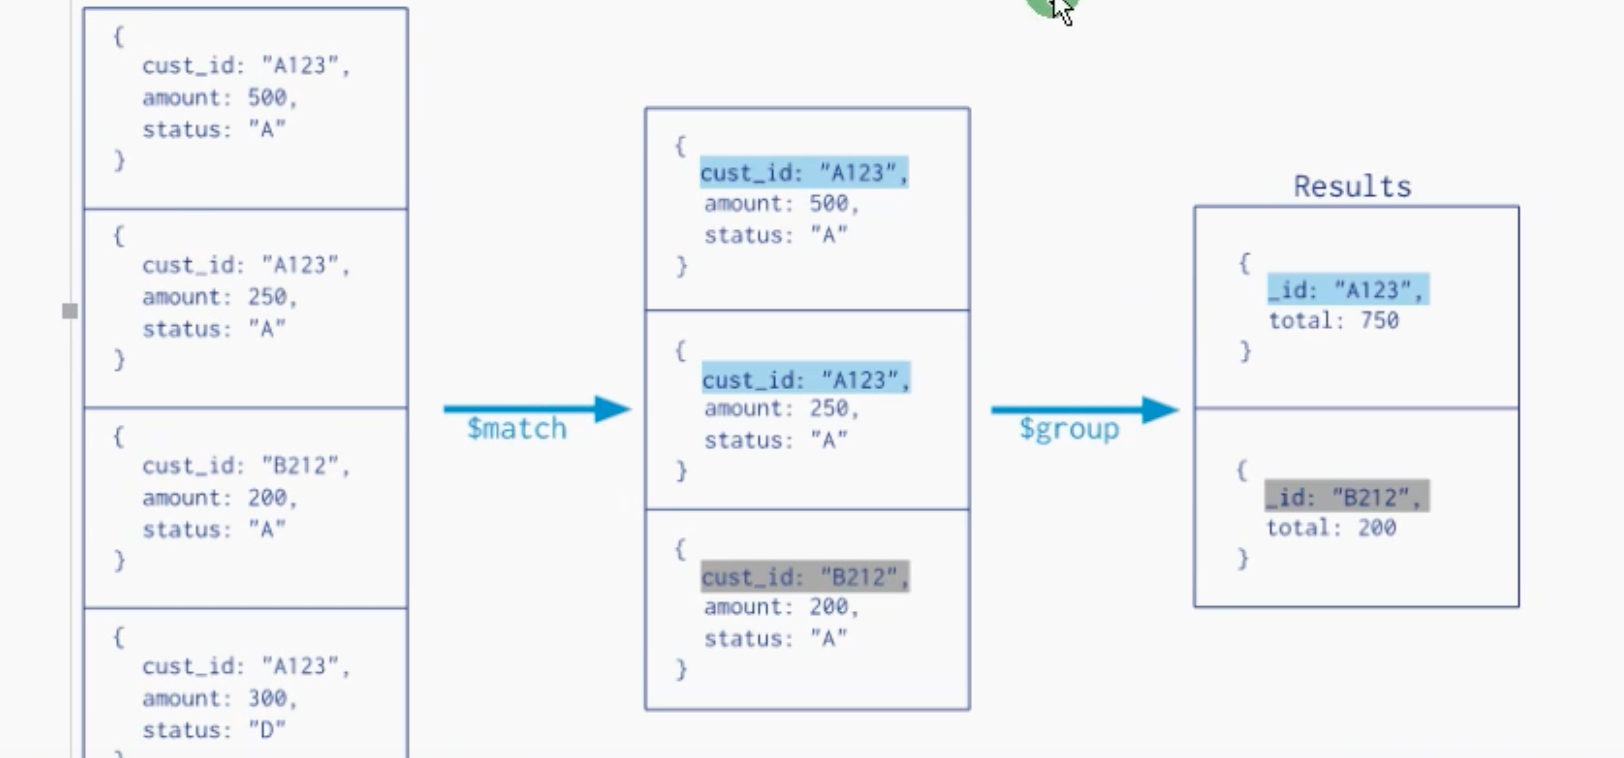 {
cust_id: "A123",
amount: 500,
status: "A"
}
{
cust_id: "A123",
amount: 250,
status: "A"
}
{
cust_id: "B212",
amount: 200,
status: "A"
}
{
cust_id: "A123",
amount: 300,
status: "D"
}
$match
{
cust_id: "A123",
amount: 500,
status: "A"
}
{
cust_id: "A123",
amount: 250,
status: "A"
}
{
cust_id: "B212",
amount: 200,
status: "A"
}
$group
Results
{
_id: "A123",
total: 750
}
{
_id: "B212",
total: 200
}